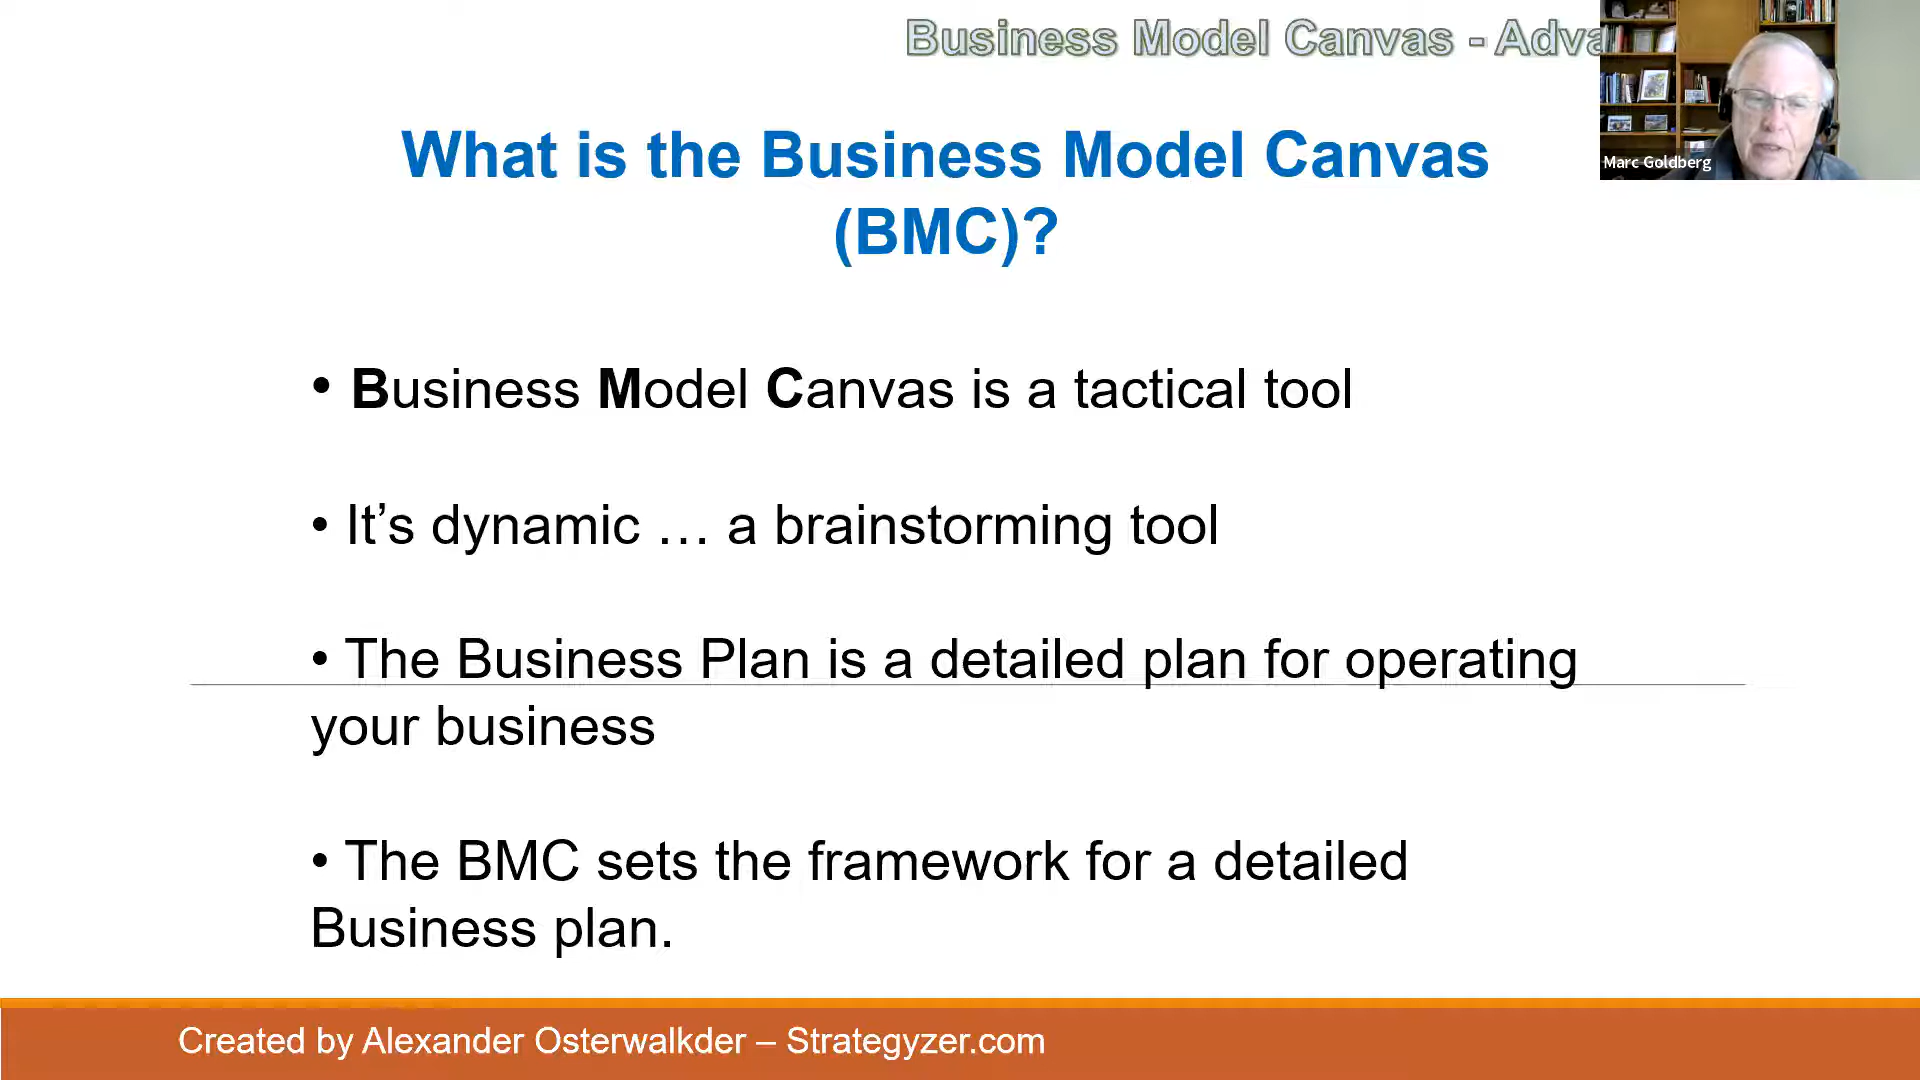 Business Model Canvas - Adva
Marc Goldberg
What is the Business Model Canvas
(BMC)?
• Business Model Canvas is a tactical tool
• It’s dynamic … a brainstorming tool
• The Business Plan is a detailed plan for operating
your business
• The BMC sets the framework for a detailed
Business plan.
Created by Alexander Osterwalkder – Strategyzer.com